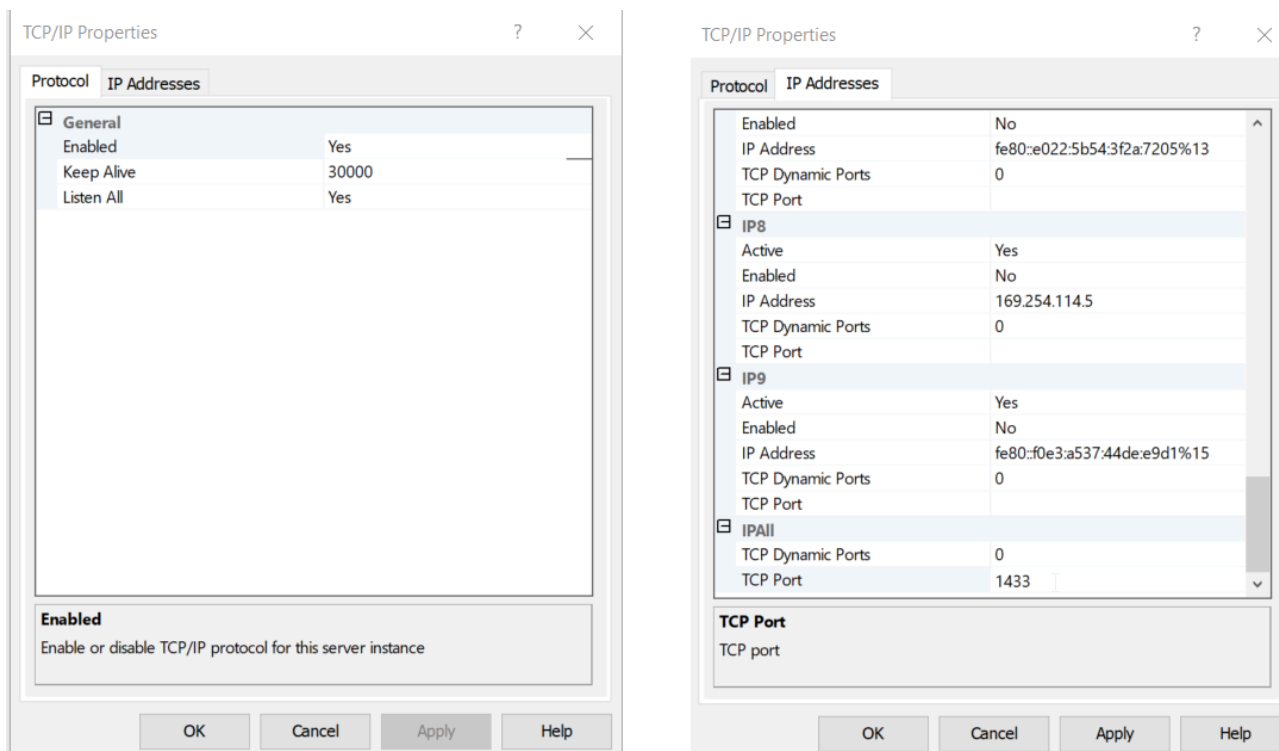 TCP/IP Properties ? ×
Protocol IP Addresses
General
Enabled Yes
Keep Alive 30000
Listen All Yes
Enabled
Enable or disable TCP/IP protocol for this server instance
OK Cancel Apply Help
TCP/IP Properties ? ×
Protocol IP Addresses
Enabled No
IP Address fe80::e022:5b54:3f2a:7205%13
TCP Dynamic Ports 0
TCP Port
IP8
Active Yes
Enabled No
IP Address 169.254.114.5
TCP Dynamic Ports 0
TCP Port
IP9
Active Yes
Enabled No
IP Address fe80::f0e3:a537:44de:e9d1%15
TCP Dynamic Ports 0
TCP Port
IPAll
TCP Dynamic Ports 0
TCP Port 1433
TCP Port
TCP port
OK Cancel Apply Help